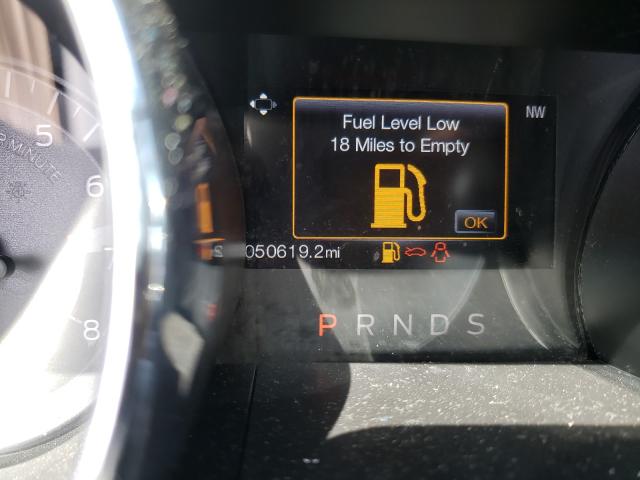 Fuel Level Low
18 Miles to Empty
OK
NW
050619.2mi
P R N D S
5
6
7
8